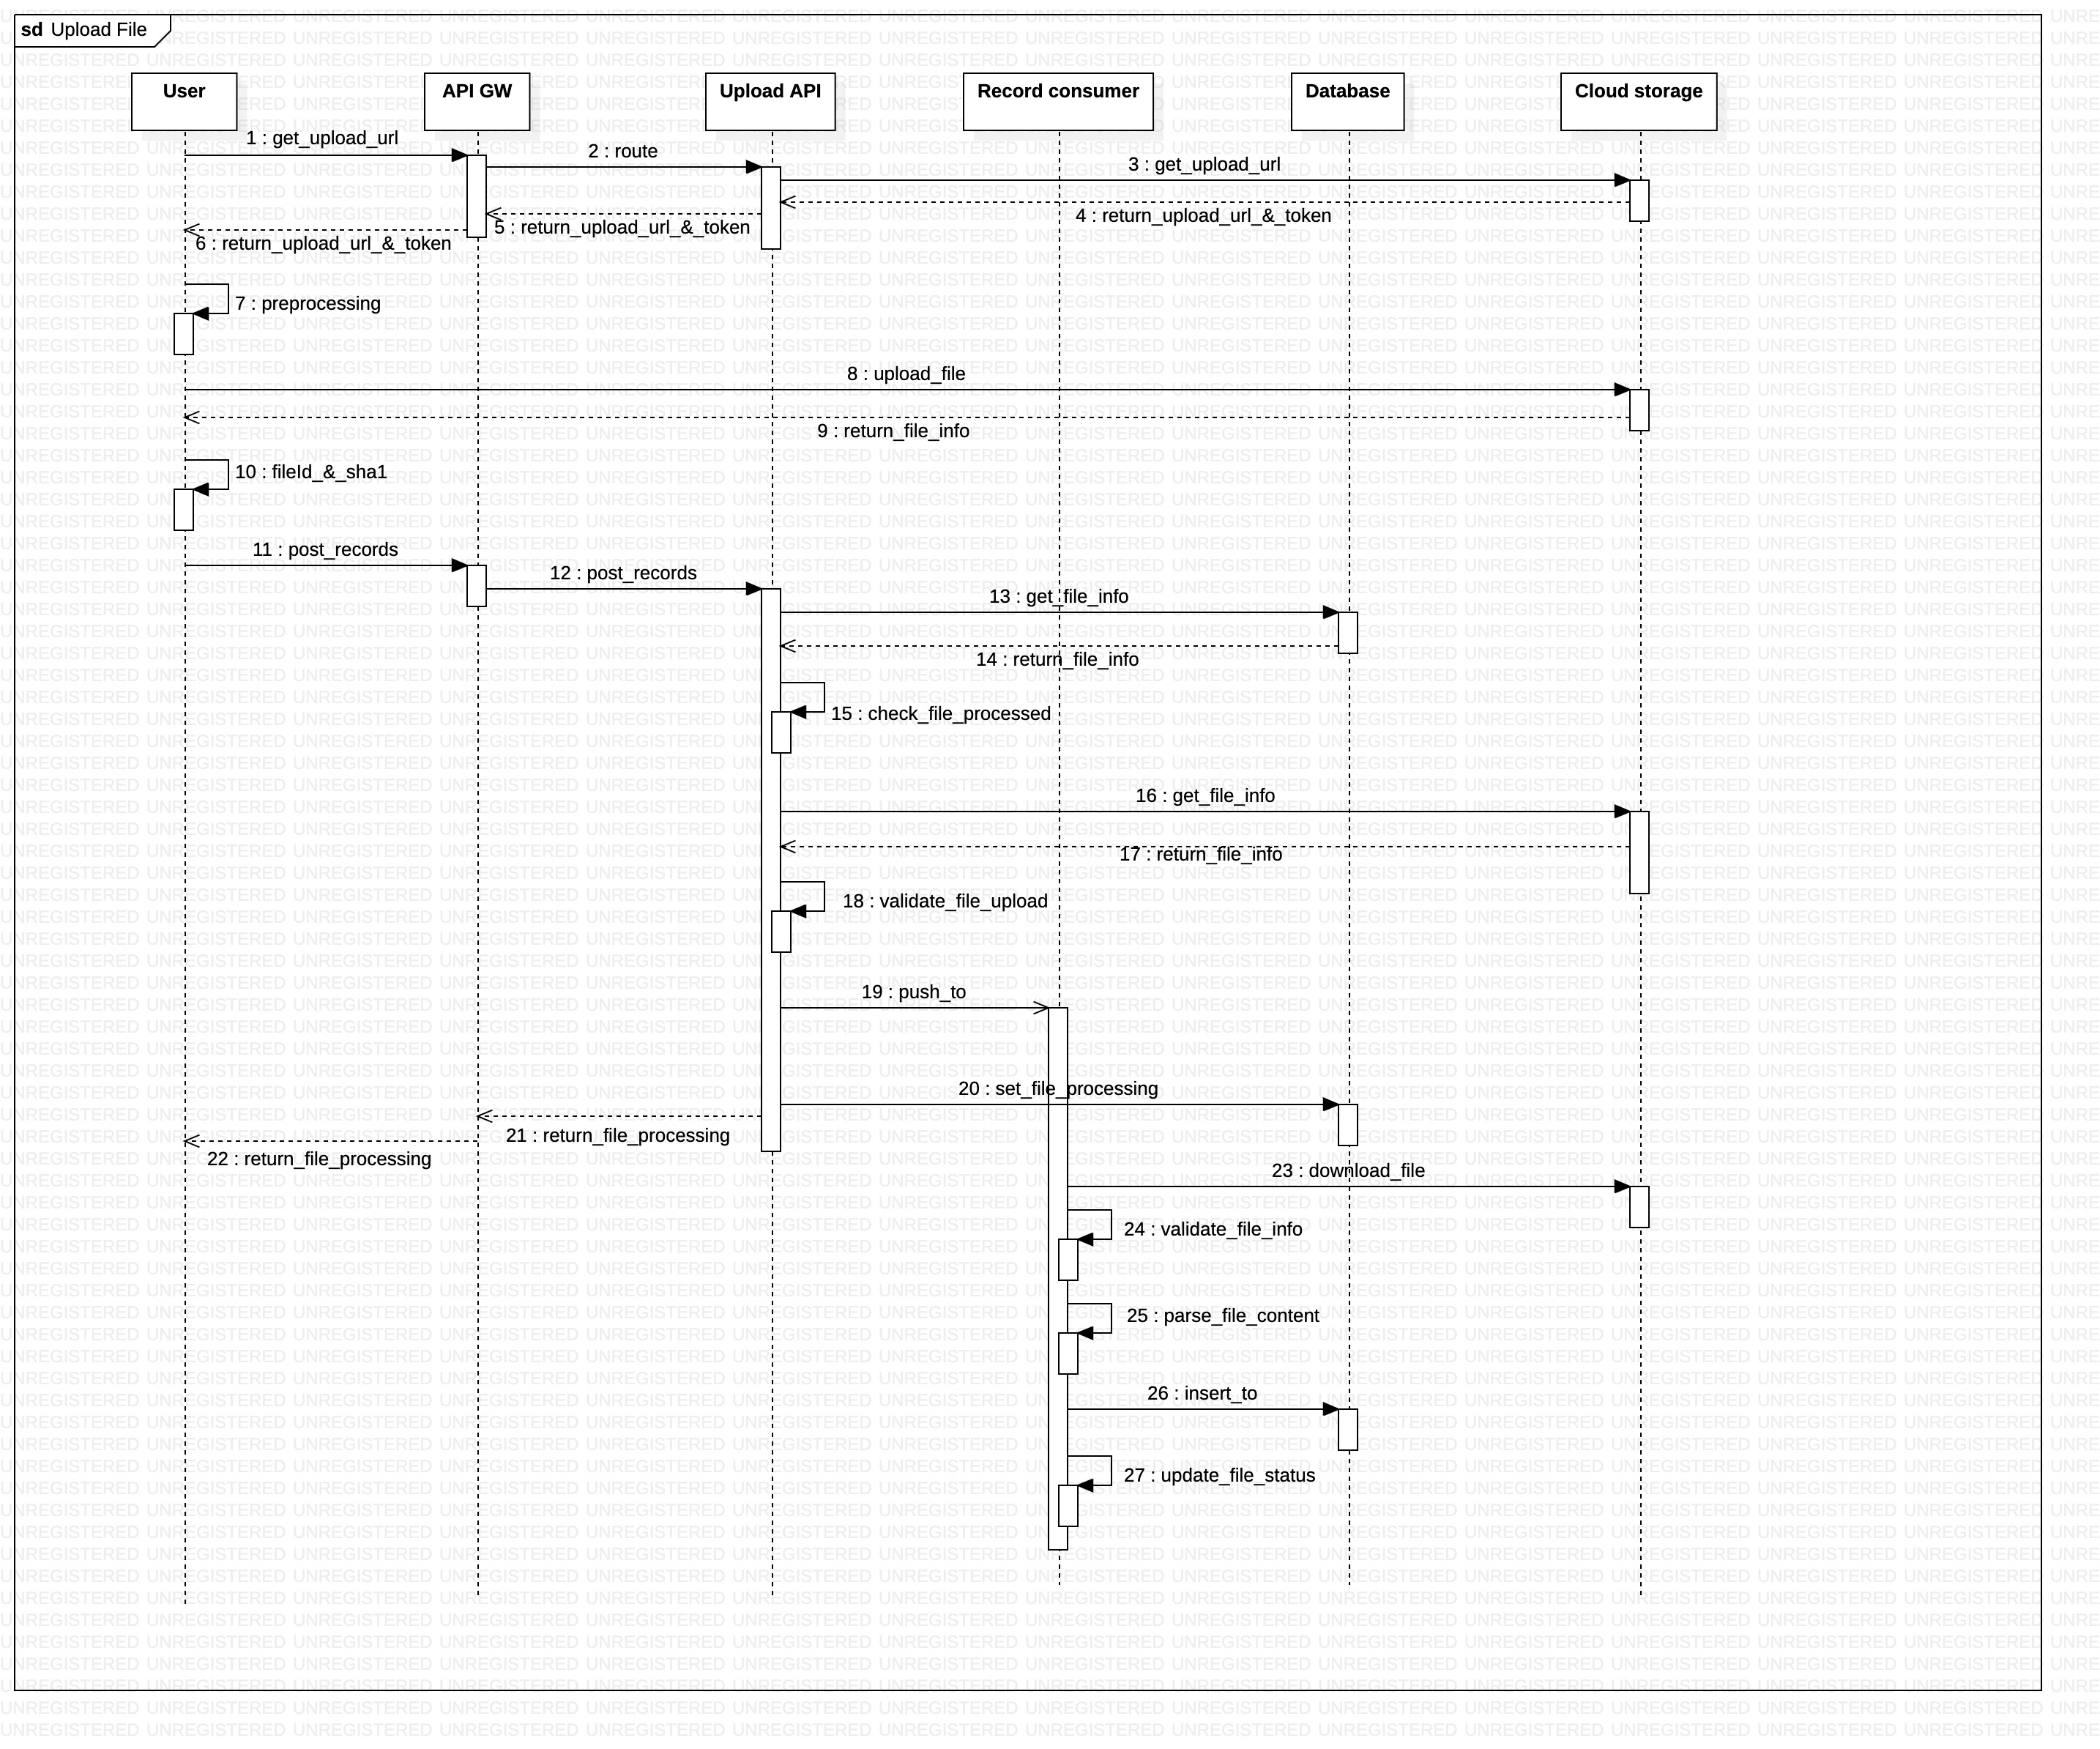 sd Upload File
User
API GW
Upload API
Record consumer
Database
Cloud storage
1 : get_upload_url
2 : route
3 : get_upload_url
4 : return_upload_url_&_token
5 : return_upload_url_&_token
6 : return_upload_url_&_token
7 : preprocessing
8 : upload_file
9 : return_file_info
10 : fileId_&_sha1
11 : post_records
12 : post_records
13 : get_file_info
14 : return_file_info
15 : check_file_processed
16 : get_file_info
17 : return_file_info
18 : validate_file_upload
19 : push_to
20 : set_file_processing
21 : return_file_processing
22 : return_file_processing
23 : download_file
24 : validate_file_info
25 : parse_file_content
26 : insert_to
27 : update_file_status
UNREGISTERED